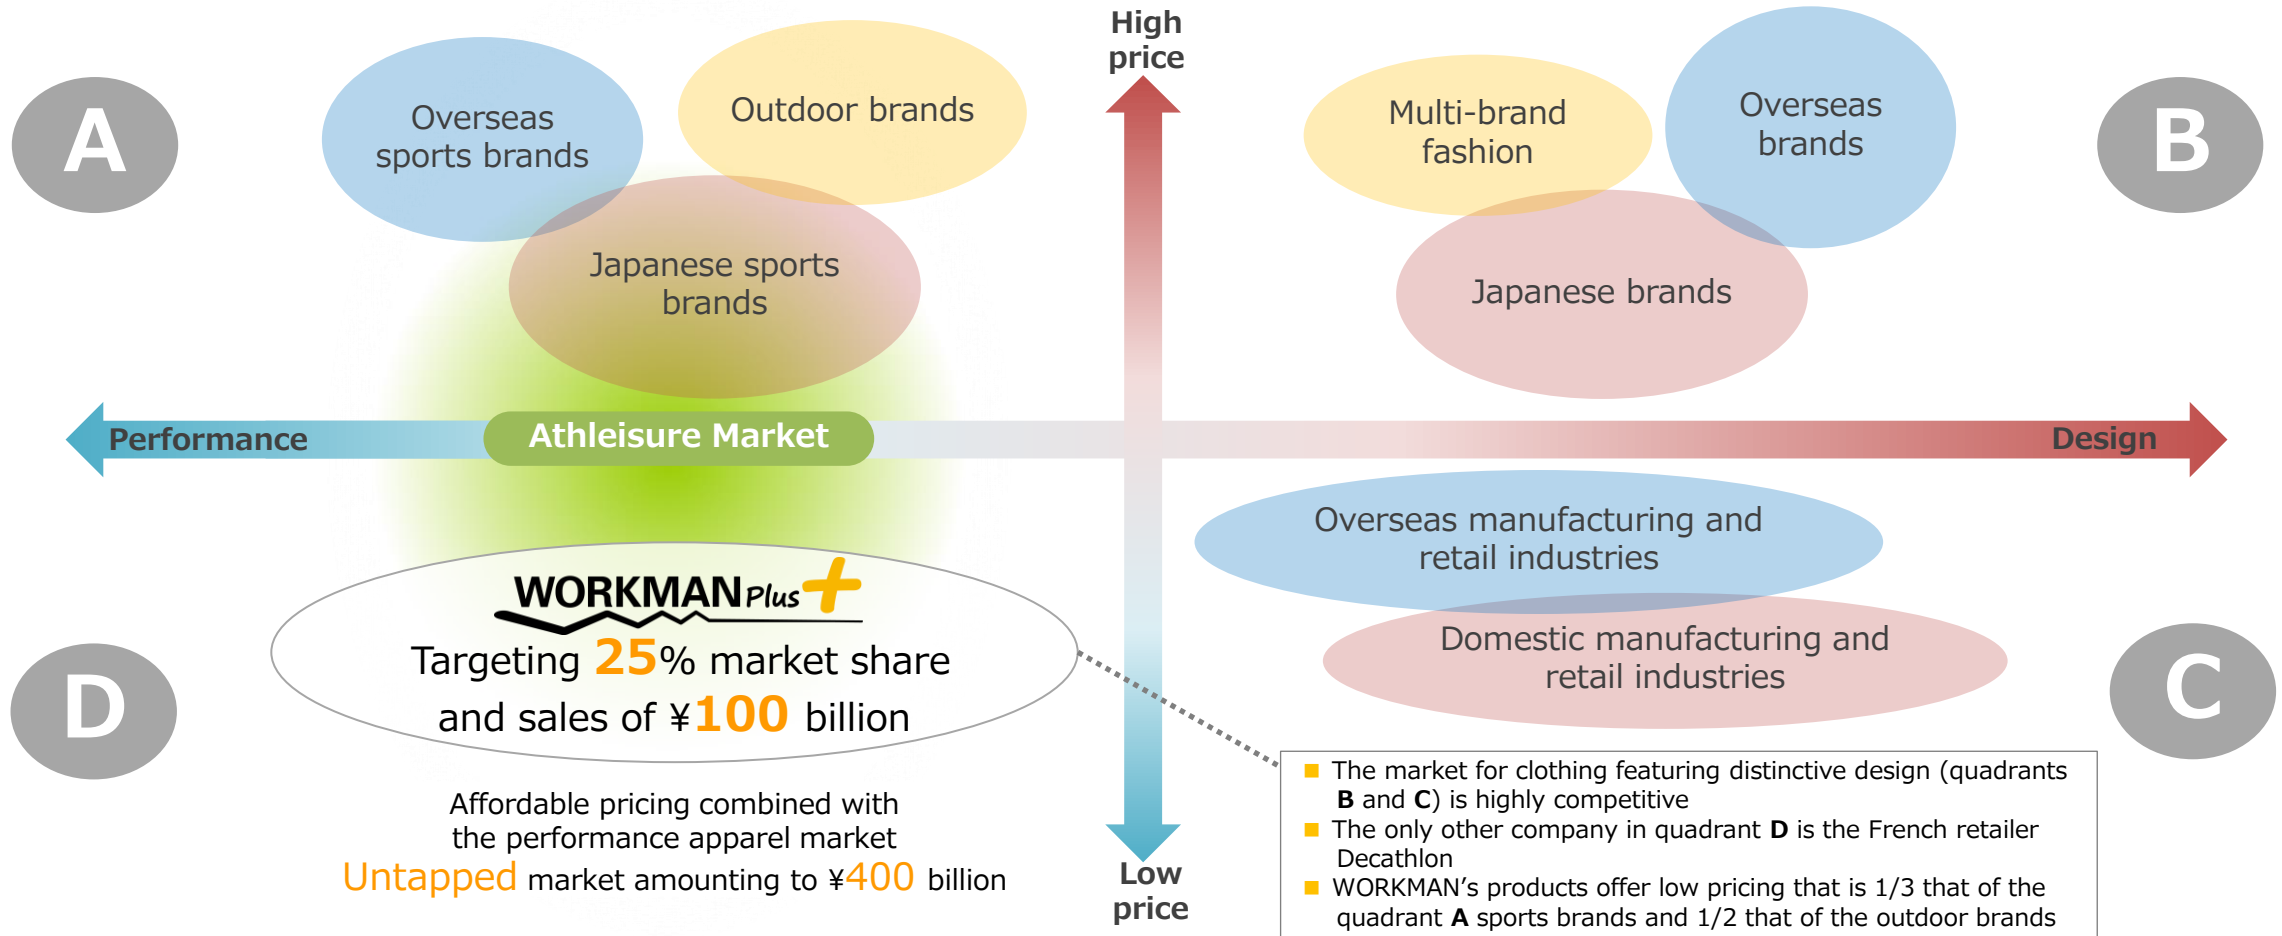 High
price
A
Overseas
sports brands
Outdoor brands
Japanese sports
brands
Multi-brand
fashion
Overseas
brands
Japanese brands
B
Performance
Athleisure Market
Design
WORKMAN Plus
Targeting 25% market share
and sales of ¥100 billion
D
Affordable pricing combined with
the performance apparel market
Untapped market amounting to ¥400 billion
Overseas manufacturing and
retail industries
Domestic manufacturing and
retail industries
C
Low
price
■ The market for clothing featuring distinctive design (quadrants
B and C) is highly competitive
■ The only other company in quadrant D is the French retailer
Decathlon
■ WORKMAN's products offer low pricing that is 1/3 that of the
quadrant A sports brands and 1/2 that of the outdoor brands